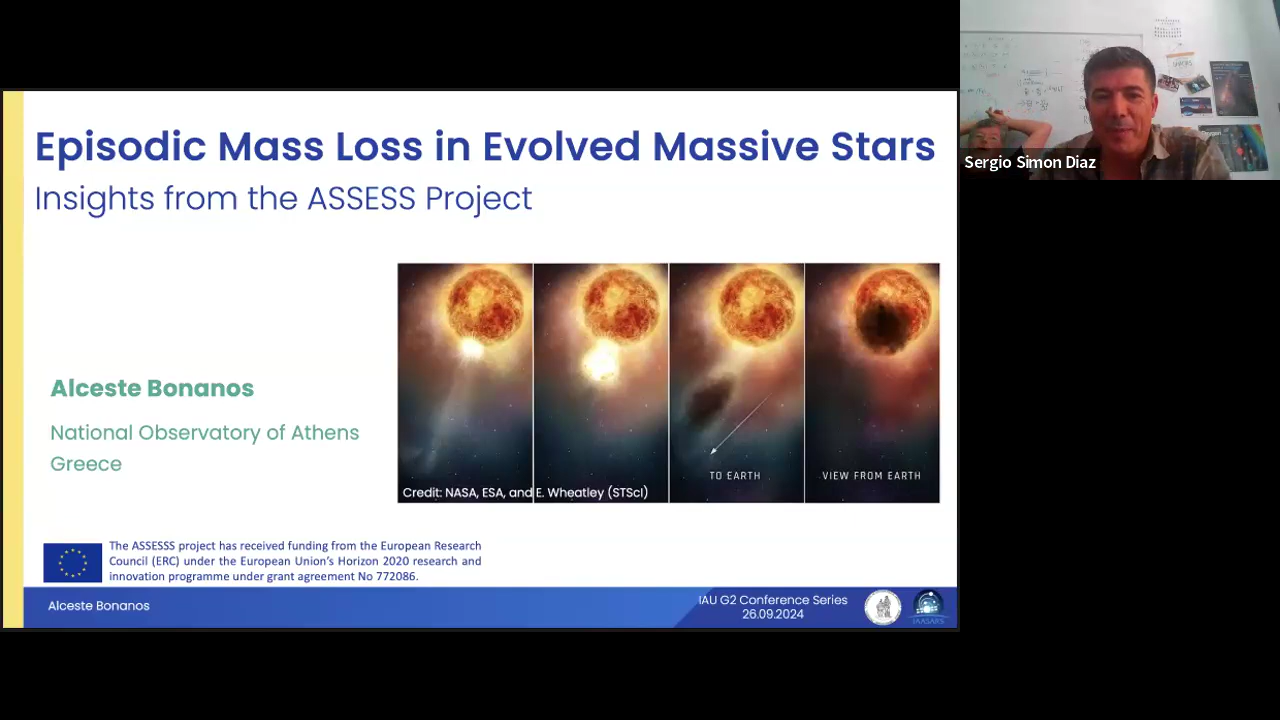 Episodic Mass Loss in Evolved Massive Stars
Insights from the ASSESS Project
Alceste Bonanos
National Observatory of Athens
Greece
TO EARTH
VIEW FROM EARTH
Credit: NASA, ESA, and E. Wheatley (STScI)
The ASSESSS project has received funding from the European Research
Council (ERC) under the European Union's Horizon 2020 research and
innovation programme under grant agreement No 772086.
Alceste Bonanos
IAU G2 Conference Series
26.09.2024
IAASARS
Sergio Simon Diaz